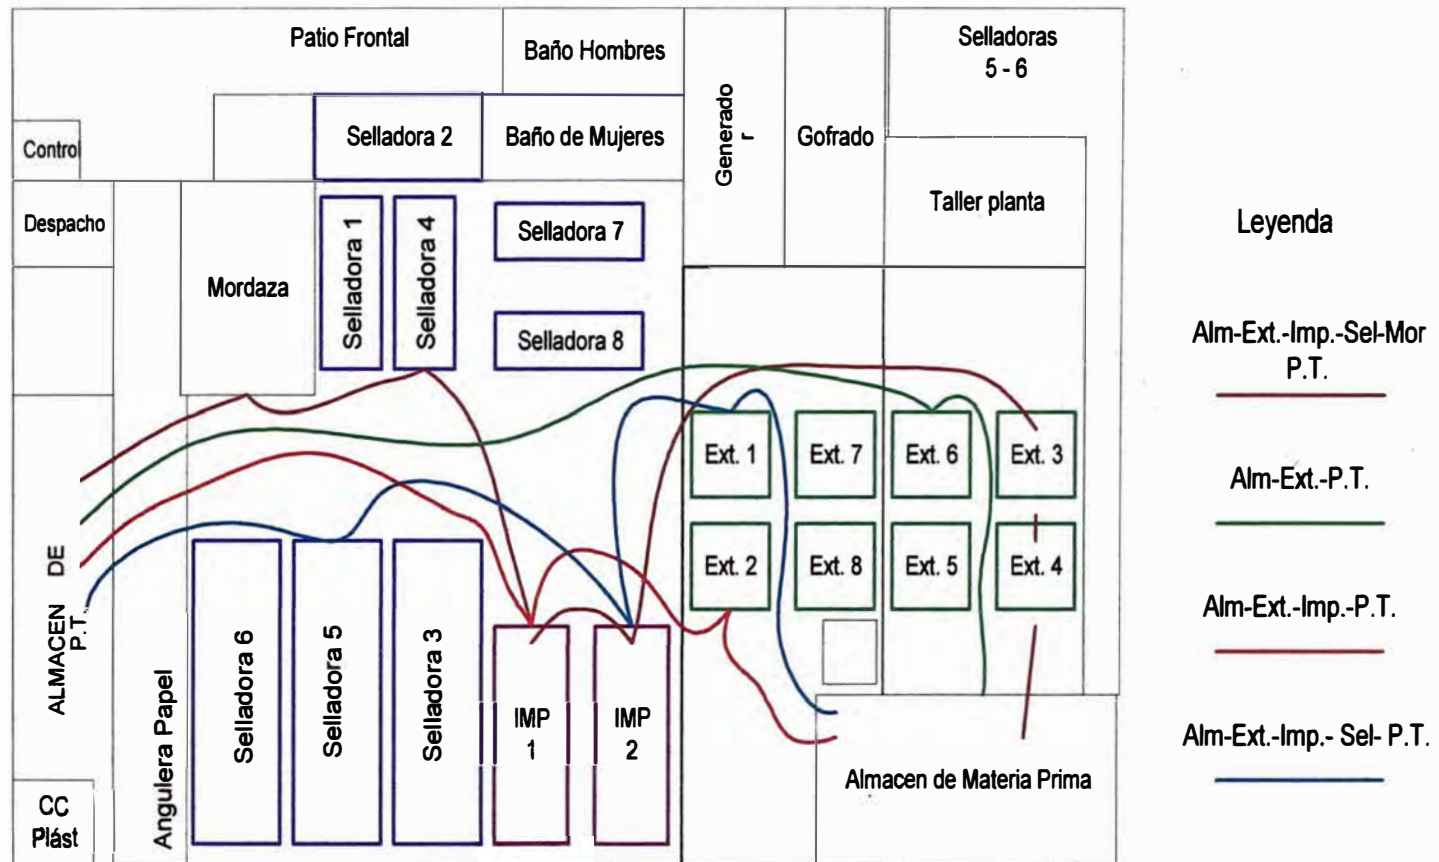 Patio Frontal
Baño Hombres
Selladoras
5 - 6
Generado
r
Gofrado
Control
Selladora 2
Baño de Mujeres
Taller planta
Despacho
Mordaza
Selladora 1
Selladora 4
Selladora 7
Selladora 8
Ext. 1
Ext. 7
Ext. 6
Ext. 3
Ext. 2
Ext. 8
Ext. 5
Ext. 4
ALMACEN DE
P.T.
Angulera Papel
Selladora 6
Selladora 5
Selladora 3
IMP
1
IMP
2
Almacen de Materia Prima
CC
Plást
Leyenda
Alm-Ext.-Imp.-Sel-Mor
P.T.
Alm-Ext.-P.T.
Alm-Ext.-Imp.-P.T.
Alm-Ext.-Imp.- Sel- P.T.